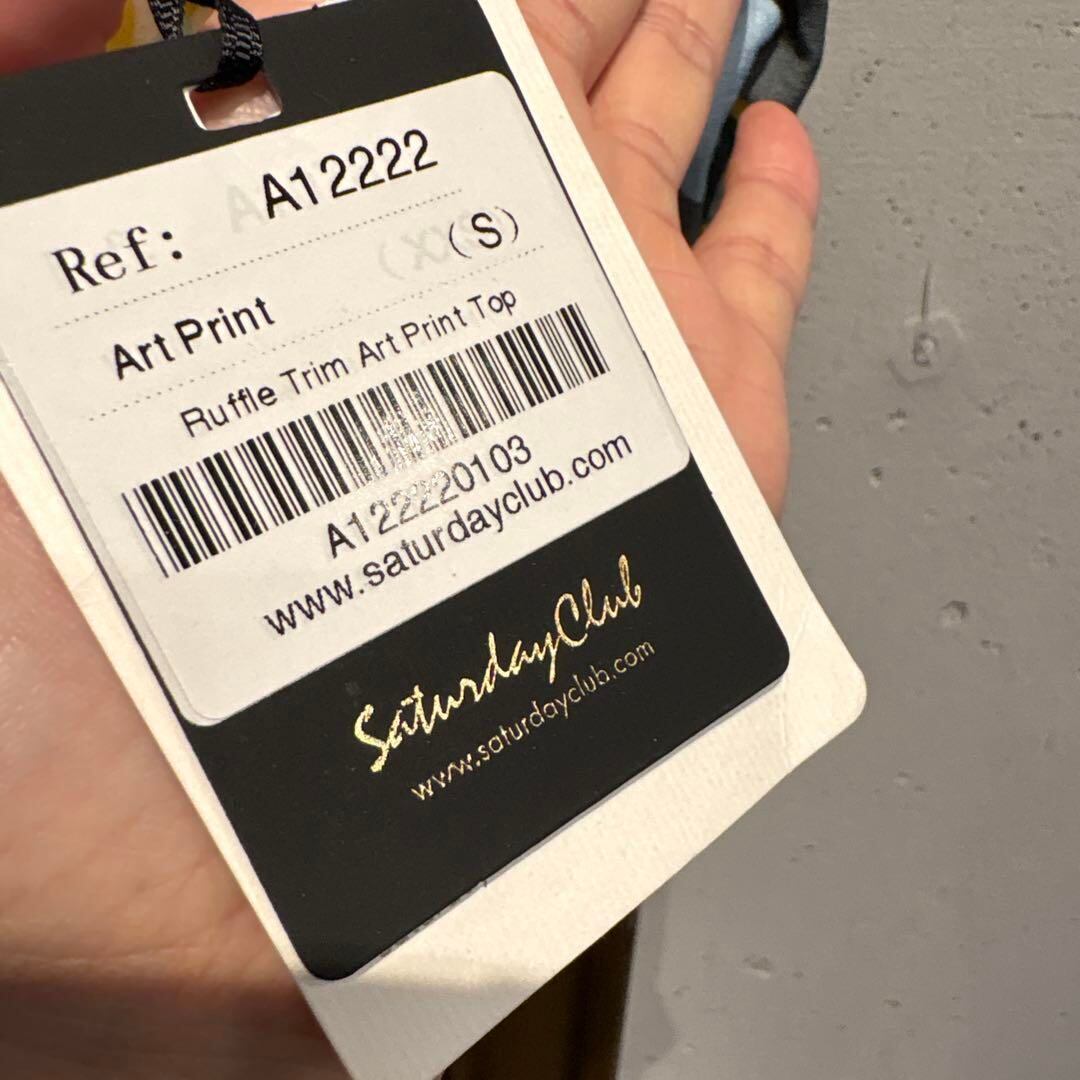 Ref: A12222
(S)
Art Print
Ruffle Trim Art Print Top
A122220103
www.saturdayclub.com
SaturdayClub
www.saturdayclub.com